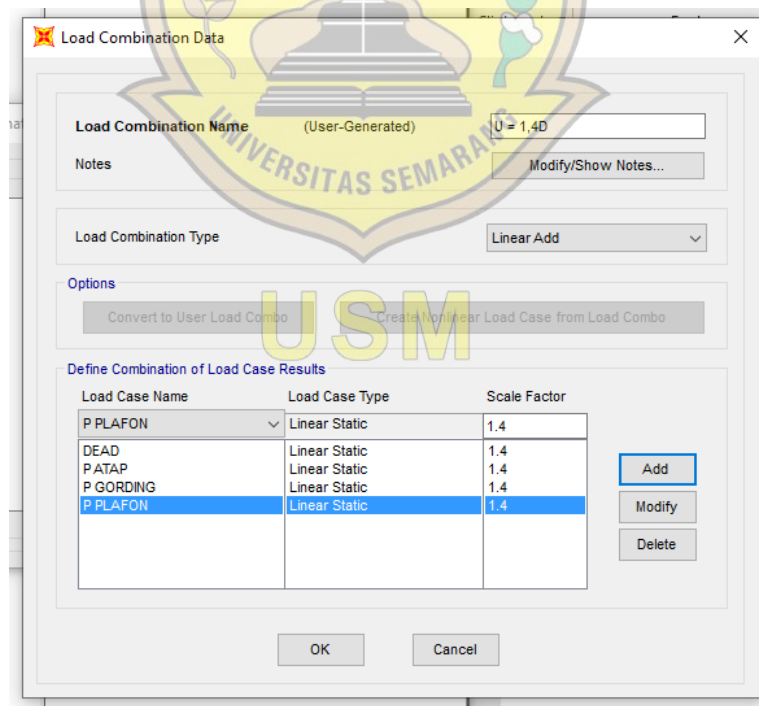 Load Combination Data
UNIVERSITAS SEMARANG
Load Combination Name (User-Generated) U = 1,4D
Notes Modify/Show Notes...
Load Combination Type Linear Add
Options
USM
Convert to User Load Combo Create Nonlinear Load Case from Load Combo
Define Combination of Load Case Results
Load Case Name Load Case Type Scale Factor
P PLAFON Linear Static 1.4
DEAD Linear Static 1.4
P ATAP Linear Static 1.4
P GORDING Linear Static 1.4
P PLAFON Linear Static 1.4
Add
Modify
Delete
OK Cancel